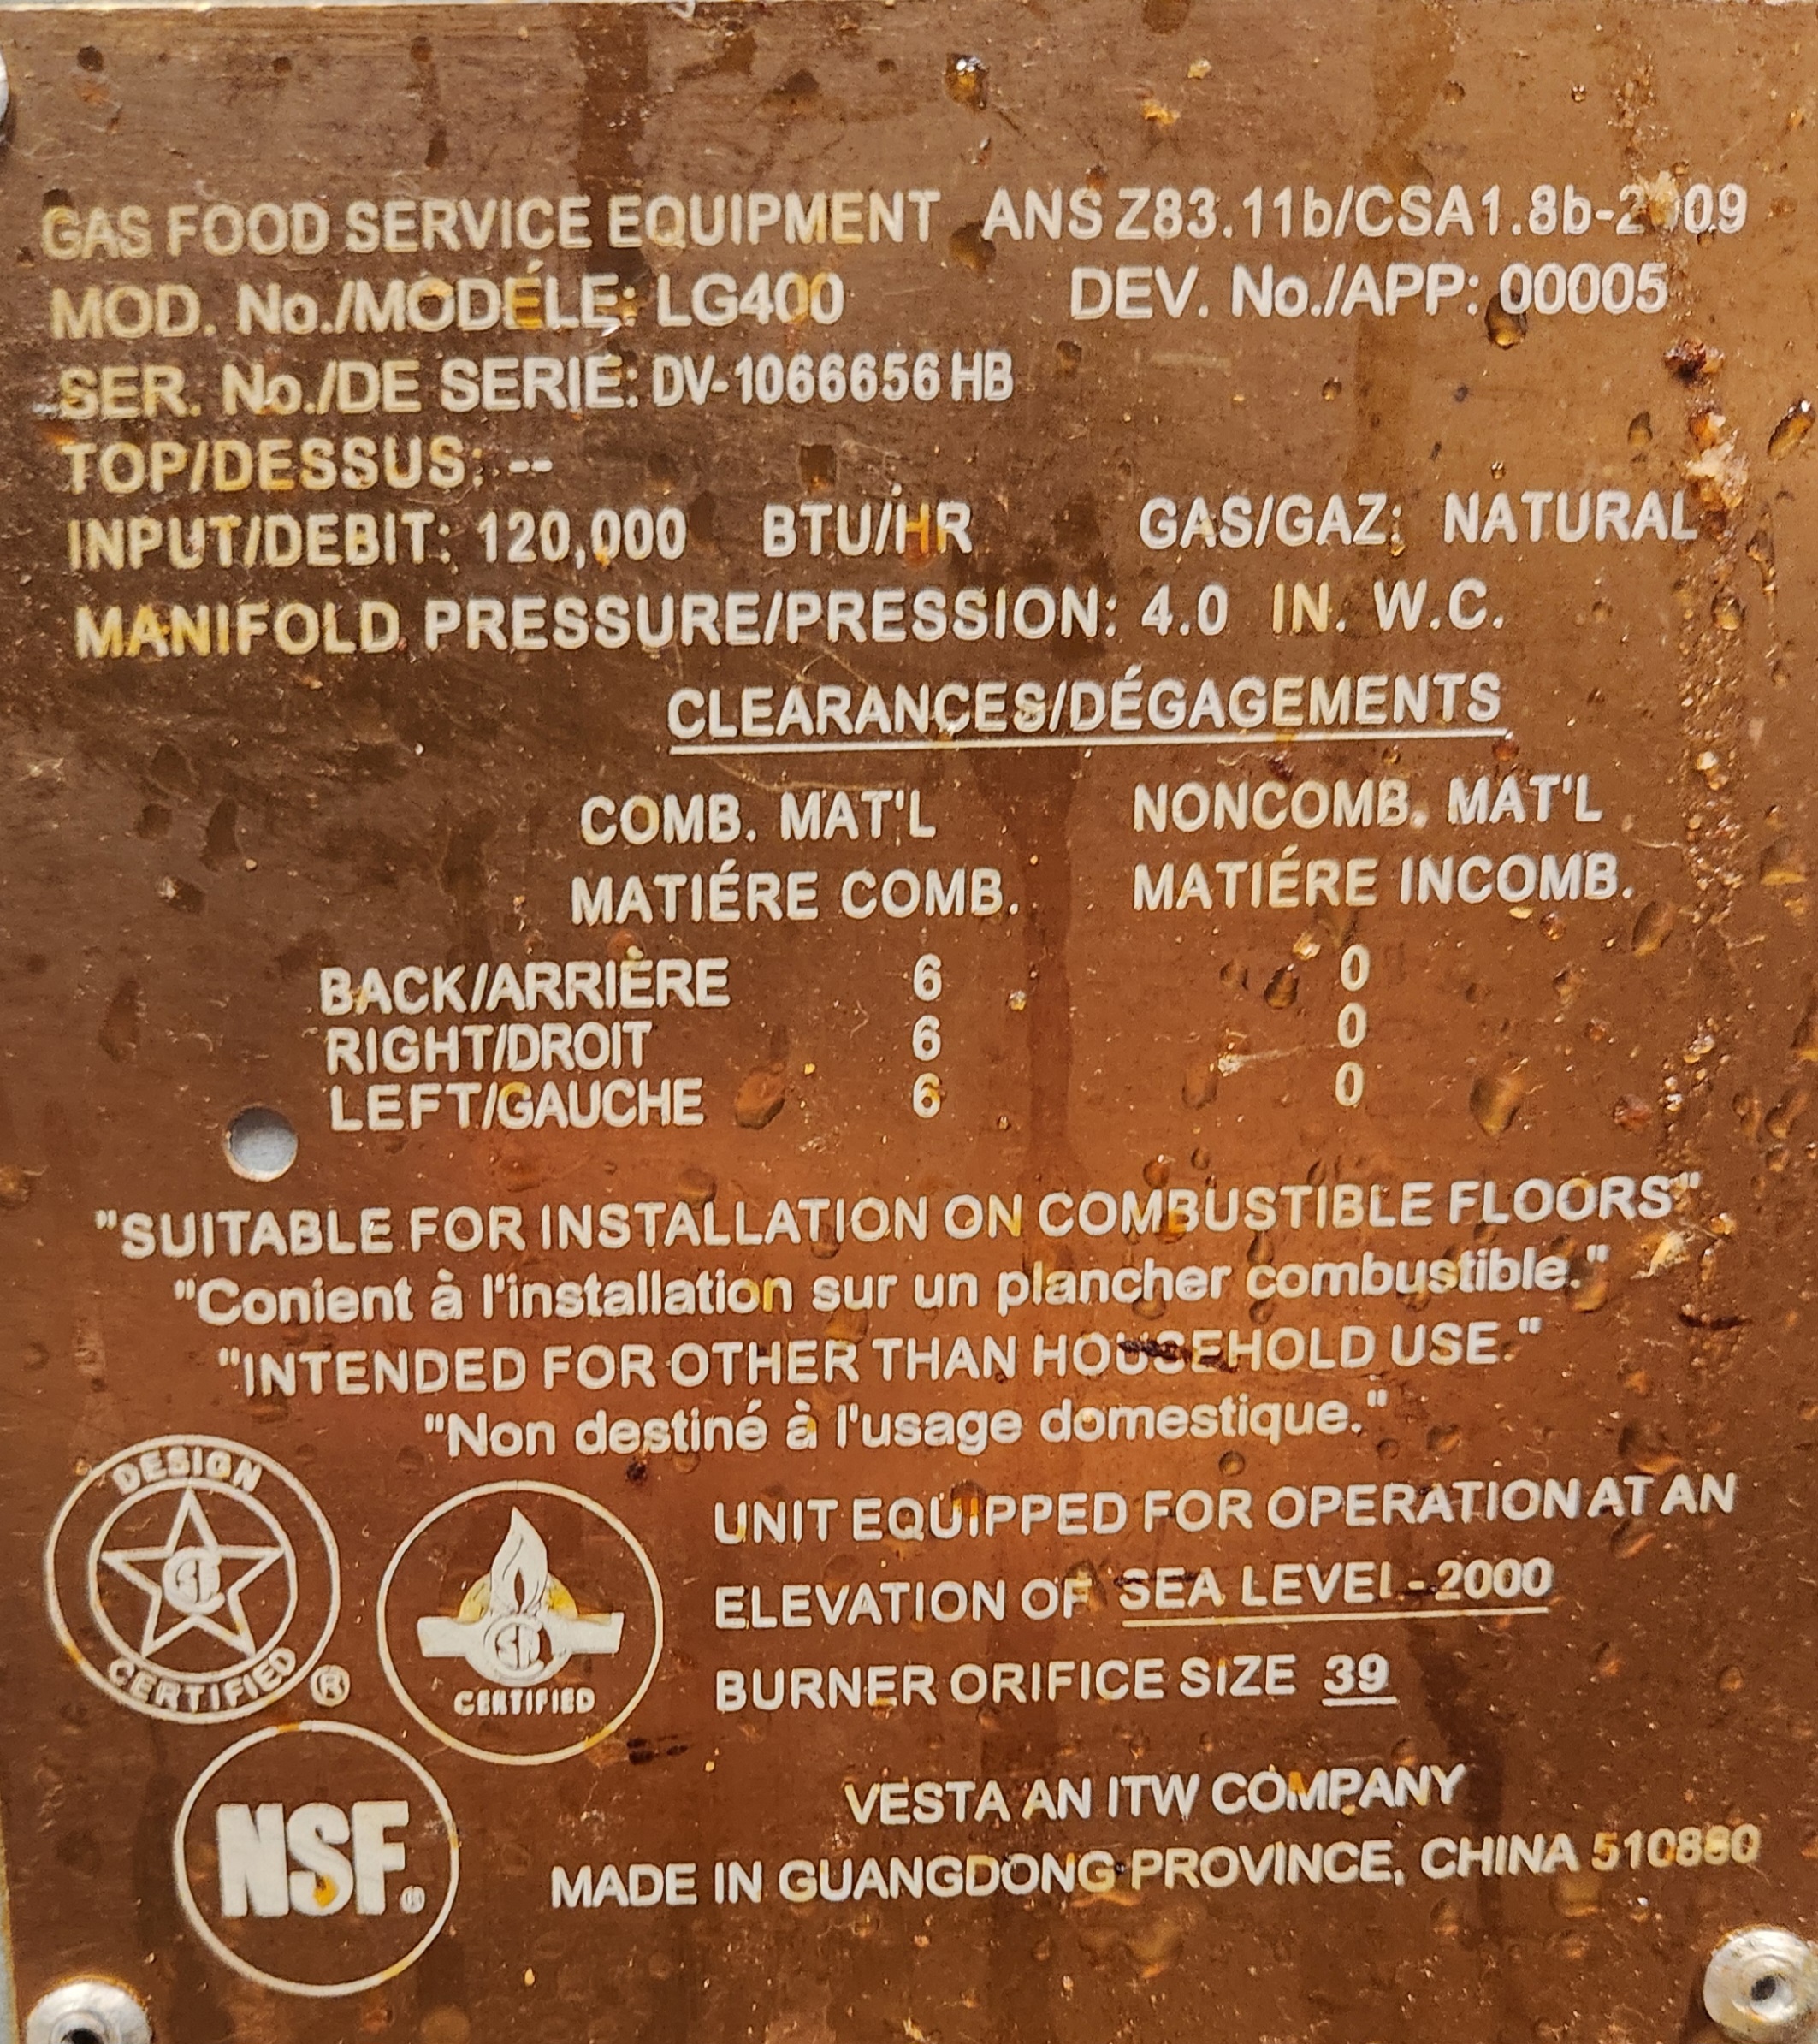 GAS FOOD SERVICE EQUIPMENT ANS Z83.11b/CSA1.8b-2009
MOD. No./MODÉLE: LG400 DEV. No./APP: 00005
SER. No./DE SERIE: DV-1066656 HB
TOP/DESSUS: --
INPUT/DEBIT: 120,000 BTU/HR GAS/GAZ: NATURAL
MANIFOLD PRESSURE/PRESSION: 4.0 IN. W.C.
CLEARANCES/DÉGAGEMENTS
COMB. MAT'L NONCOMB. MAT'L
MATIÉRE COMB. MATIÉRE INCOMB.
BACK/ARRIÈRE 6 0
RIGHT/DROIT 6 0
LEFT/GAUCHE 6 0
"SUITABLE FOR INSTALLATION ON COMBUSTIBLE FLOORS"
"Conient à l'installation sur un plancher combustible."
"INTENDED FOR OTHER THAN HOUSEHOLD USE."
"Non destiné à l'usage domestique."
DESIGN
CSA
CERTIFIED ®
CSA
CERTIFIED
UNIT EQUIPPED FOR OPERATION AT AN
ELEVATION OF SEA LEVEL - 2000
BURNER ORIFICE SIZE 39
NSF®
VESTA AN ITW COMPANY
MADE IN GUANGDONG PROVINCE, CHINA 510880